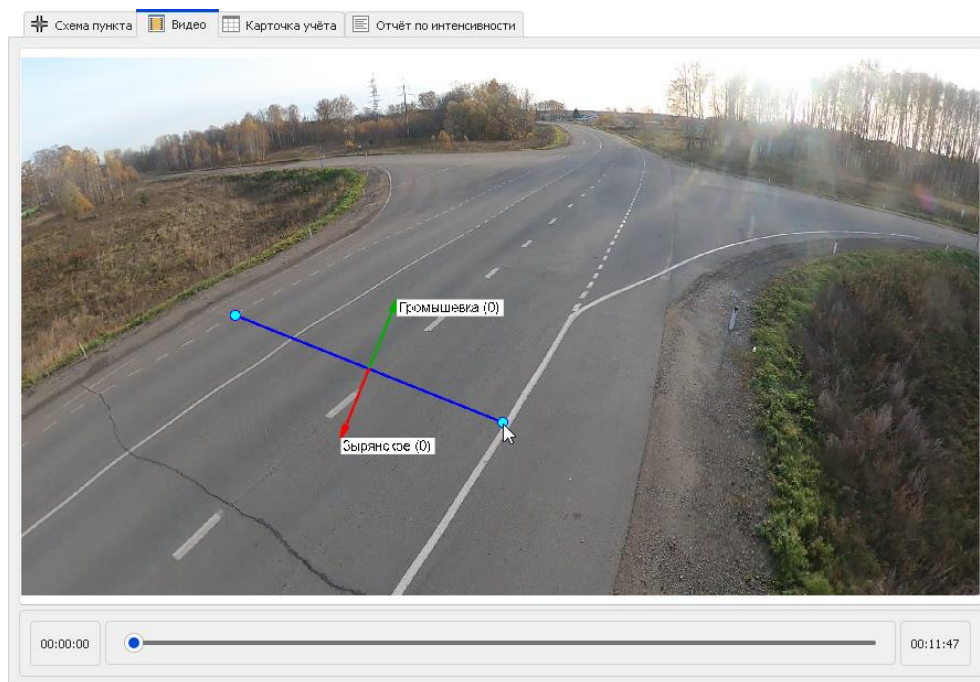 Схема пункта
Видео
Карточка учёта
Отчёт по интенсивности
Громышевка (0)
Зырянское (0)
00:00:00
00:11:47